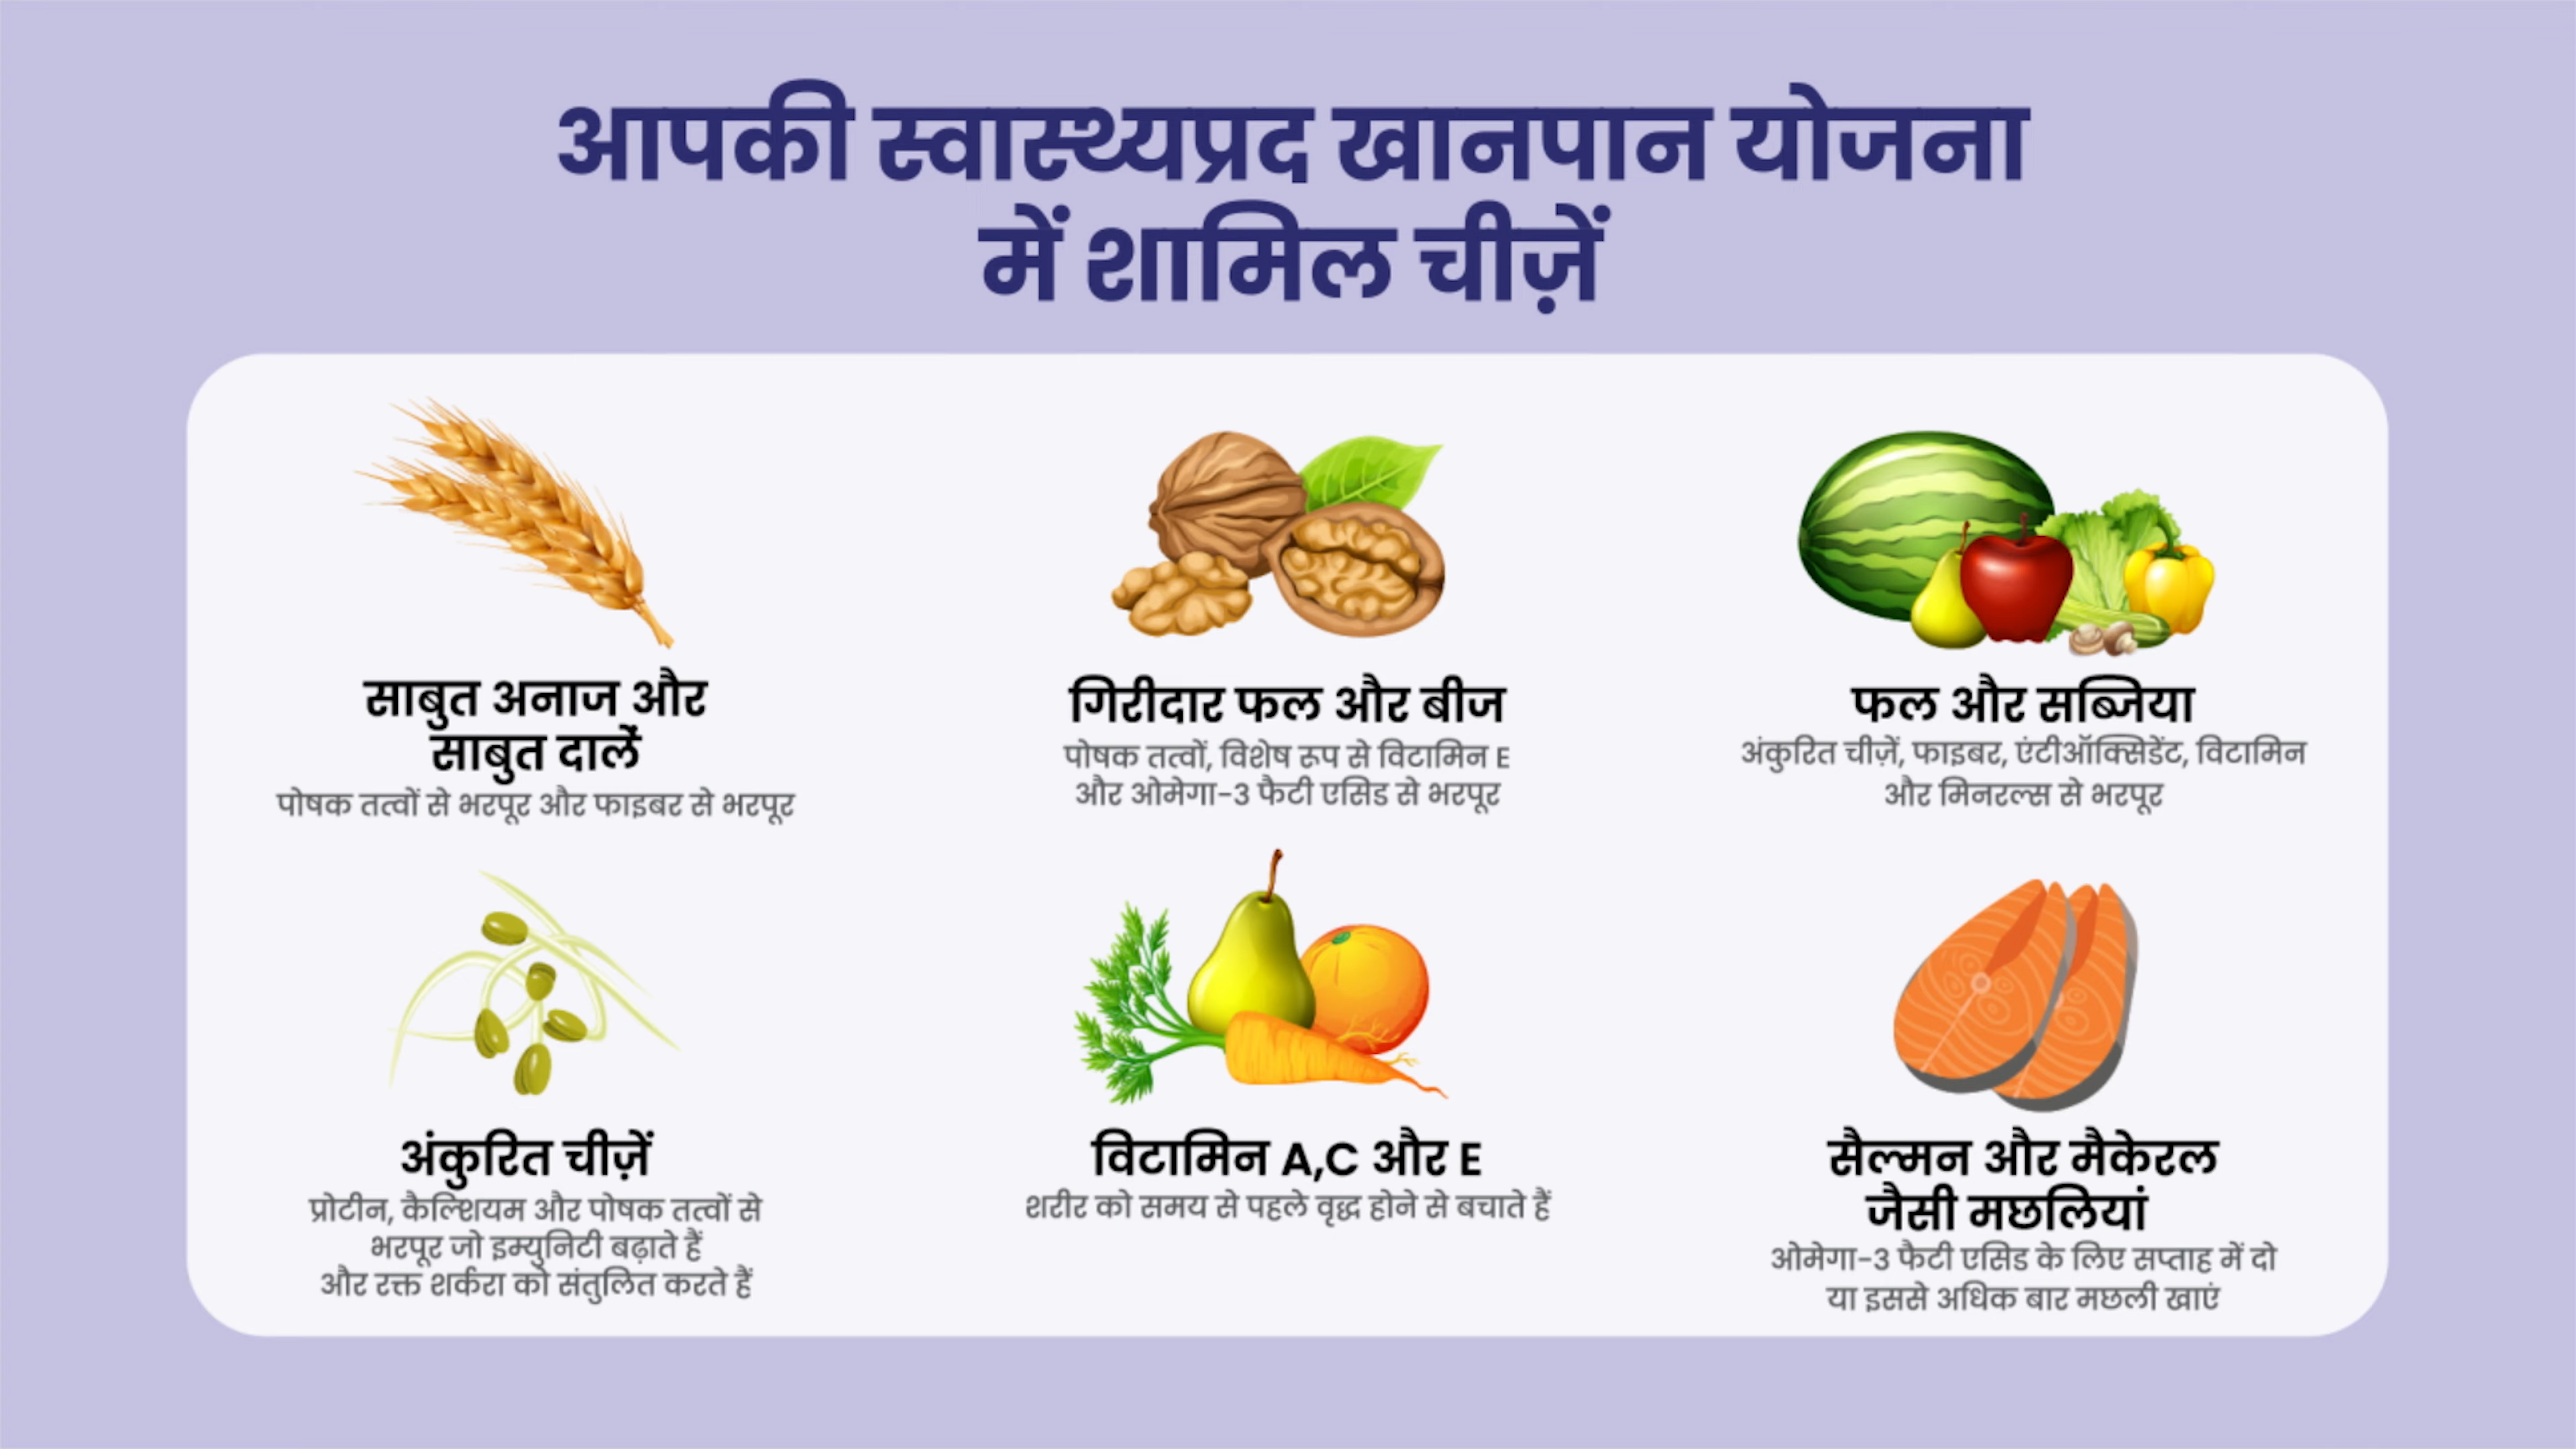 आपकी स्वास्थ्यप्रद खानपान योजना
में शामिल चीज़ें
साबुत अनाज और
साबुत दालें
पोषक तत्वों से भरपूर और फाइबर से भरपूर
गिरीदार फल और बीज
पोषक तत्वों, विशेष रूप से विटामिन E
और ओमेगा-3 फैटी एसिड से भरपूर
फल और सब्जिया
अंकुरित चीज़ें, फाइबर, एंटीऑक्सिडेंट, विटामिन
और मिनरल्स से भरपूर
अंकुरित चीज़ें
प्रोटीन, कैल्शियम और पोषक तत्वों से
भरपूर जो इम्युनिटी बढ़ाते हैं
और रक्त शर्करा को संतुलित करते हैं
विटामिन A,C और E
शरीर को समय से पहले वृद्ध होने से बचाते हैं
सैल्मन और मैकेरल
जैसी मछलियां
ओमेगा-3 फैटी एसिड के लिए सप्ताह में दो
या इससे अधिक बार मछली खाएं